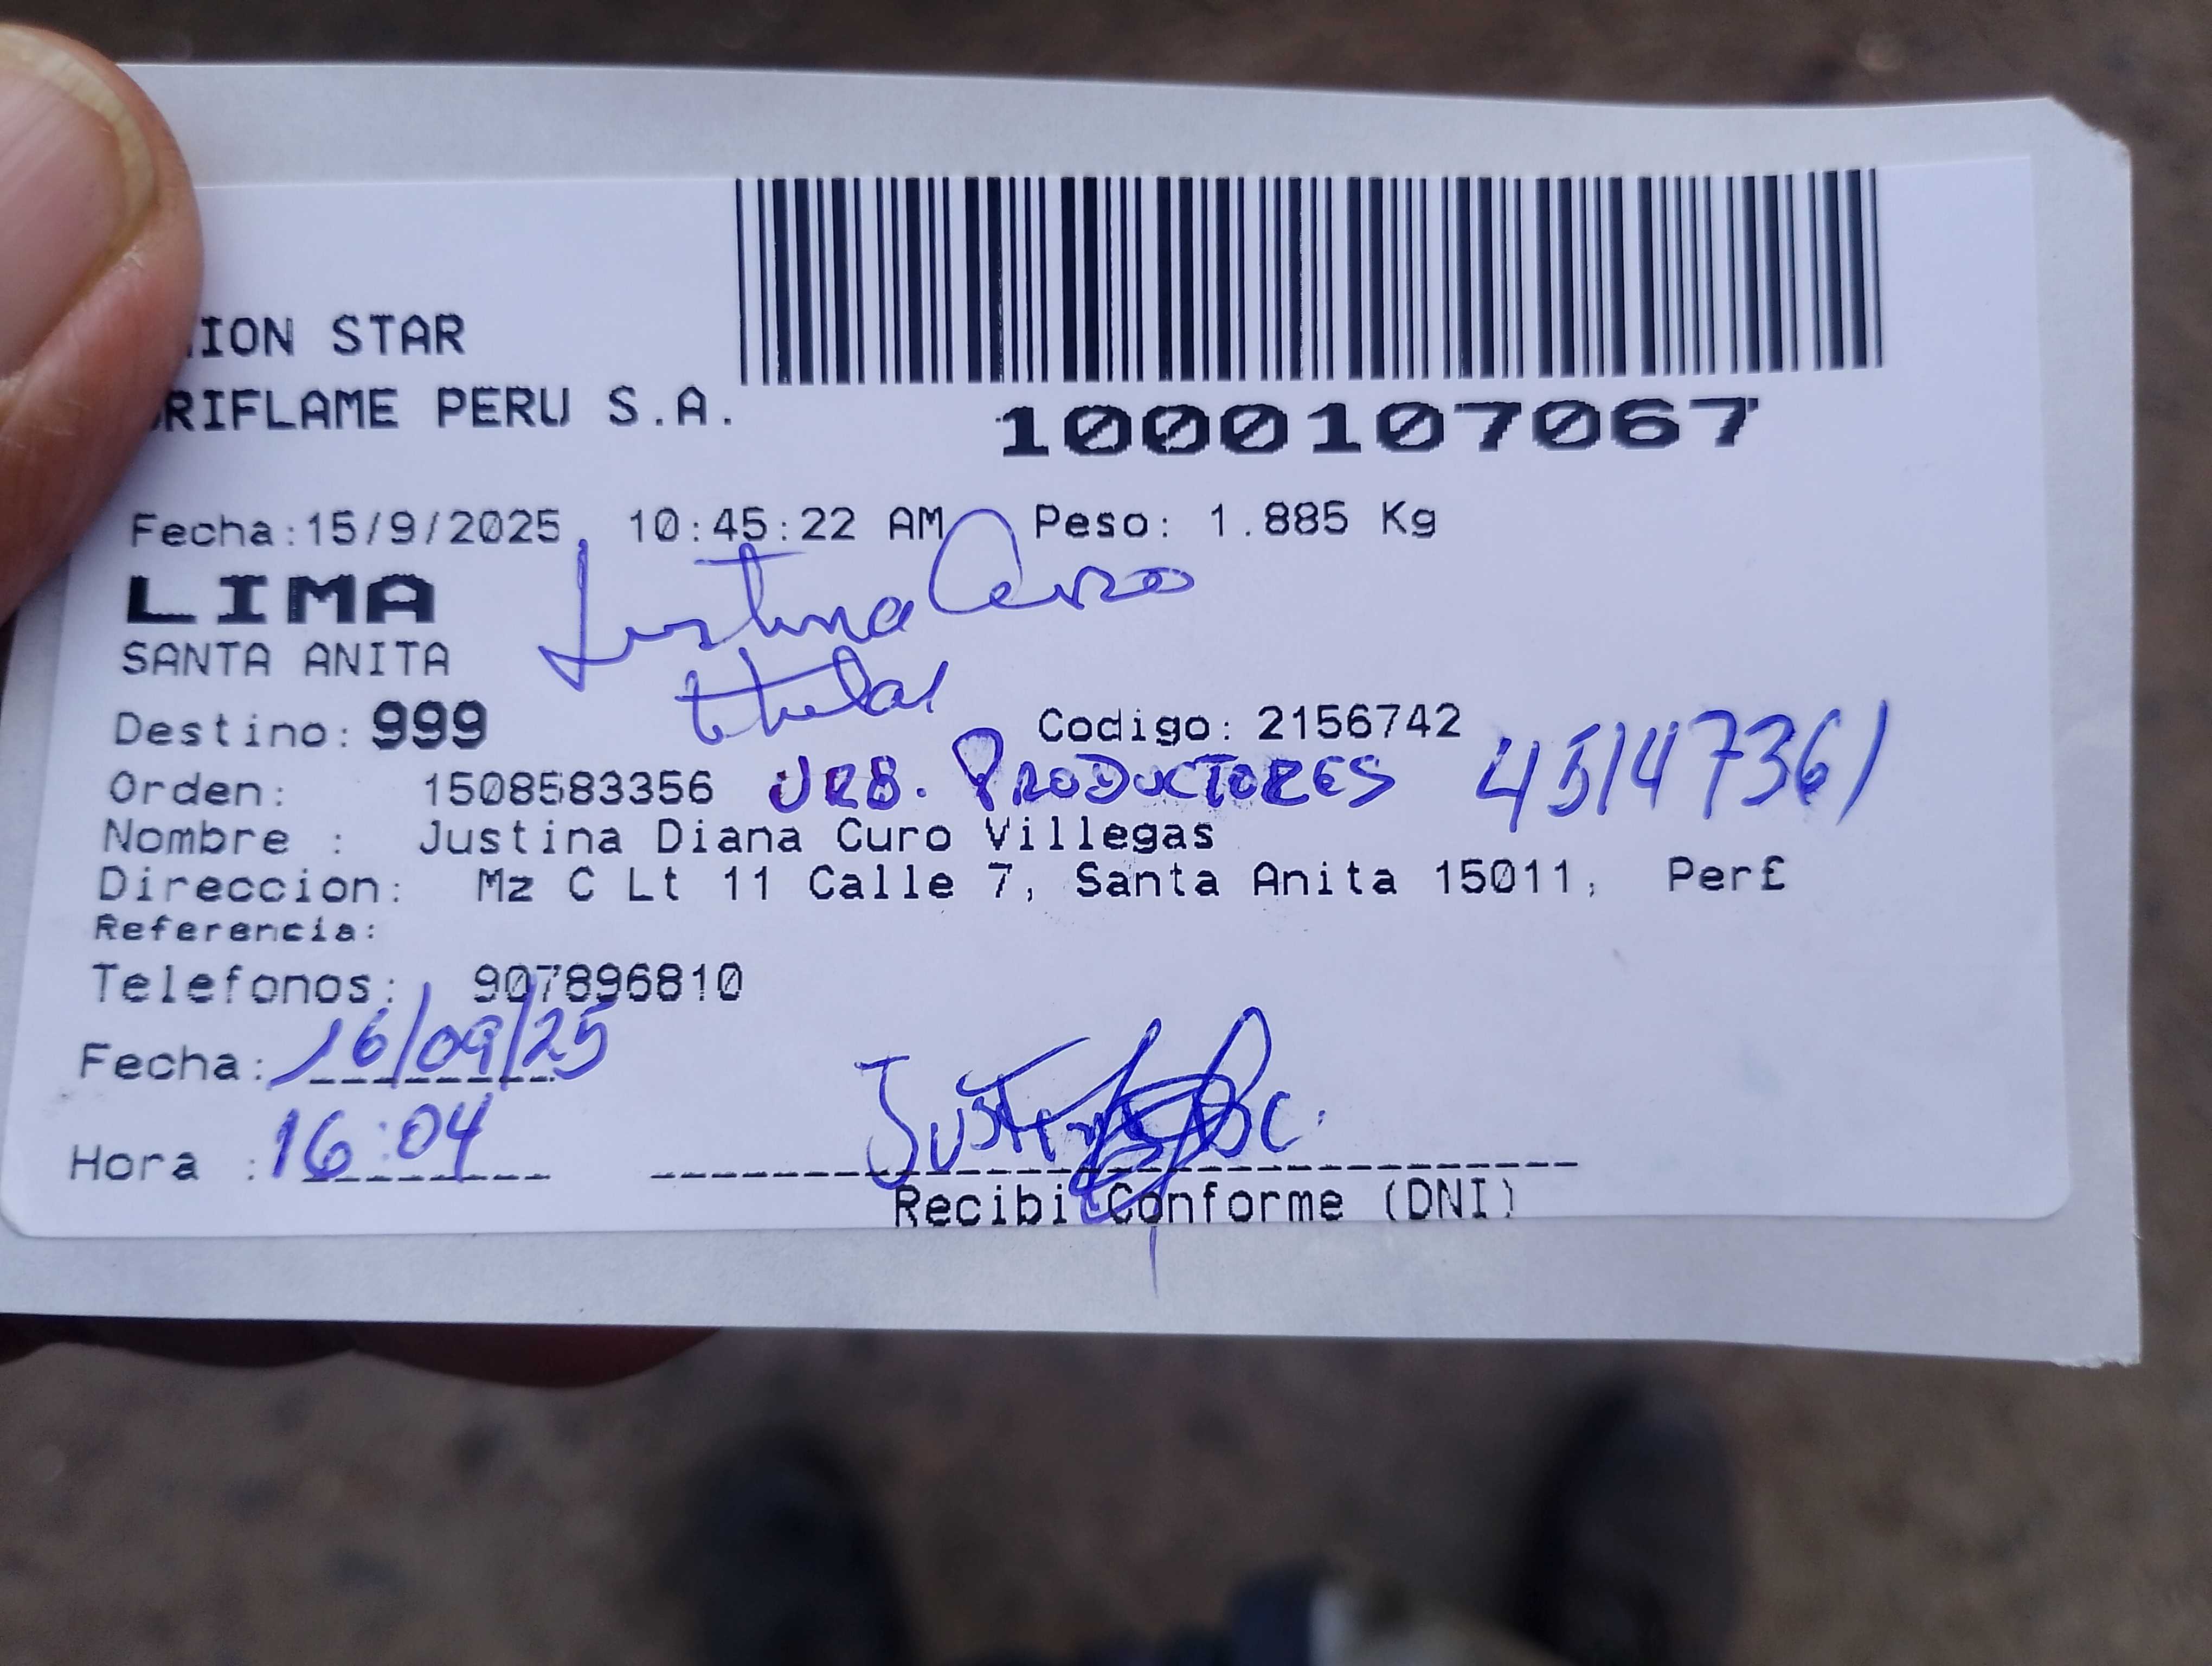 ION STAR
RIFLAME PERU S.A.
1000107067
Fecha:15/9/2025 10:45:22 AM Peso: 1.885 Kg
LIMA
Justina Curo
SANTA ANITA
titular
Destino: 999 Codigo: 2156742
45147361
Orden: 1508583356 URB. PRODUCTORES
Nombre : Justina Diana Curo Villegas
Direccion: Mz C Lt 11 Calle 7, Santa Anita 15011, Per£
Referencia:
Telefonos: 907896810
Fecha: 16/09/25
Hora : 16:04
Recibi Conforme (DNI)